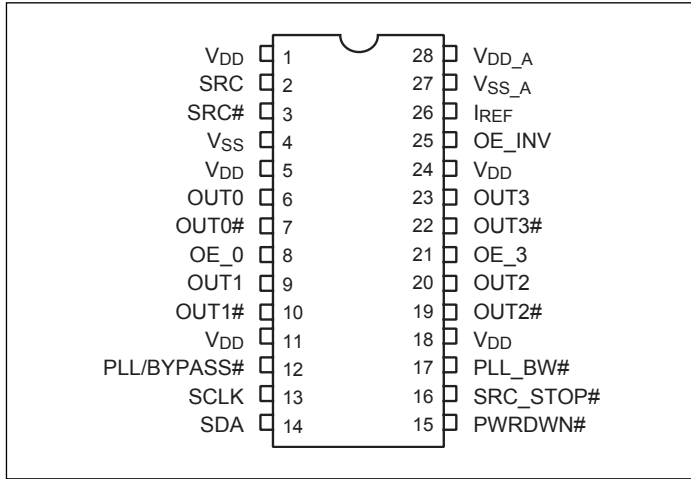 VDD 1 28 VDD_A
SRC 2 27 VSS_A
SRC# 3 26 IREF
VSS 4 25 OE_INV
VDD 5 24 VDD
OUT0 6 23 OUT3
OUT0# 7 22 OUT3#
OE_0 8 21 OE_3
OUT1 9 20 OUT2
OUT1# 10 19 OUT2#
VDD 11 18 VDD
PLL/BYPASS# 12 17 PLL_BW#
SCLK 13 16 SRC_STOP#
SDA 14 15 PWRDWN#